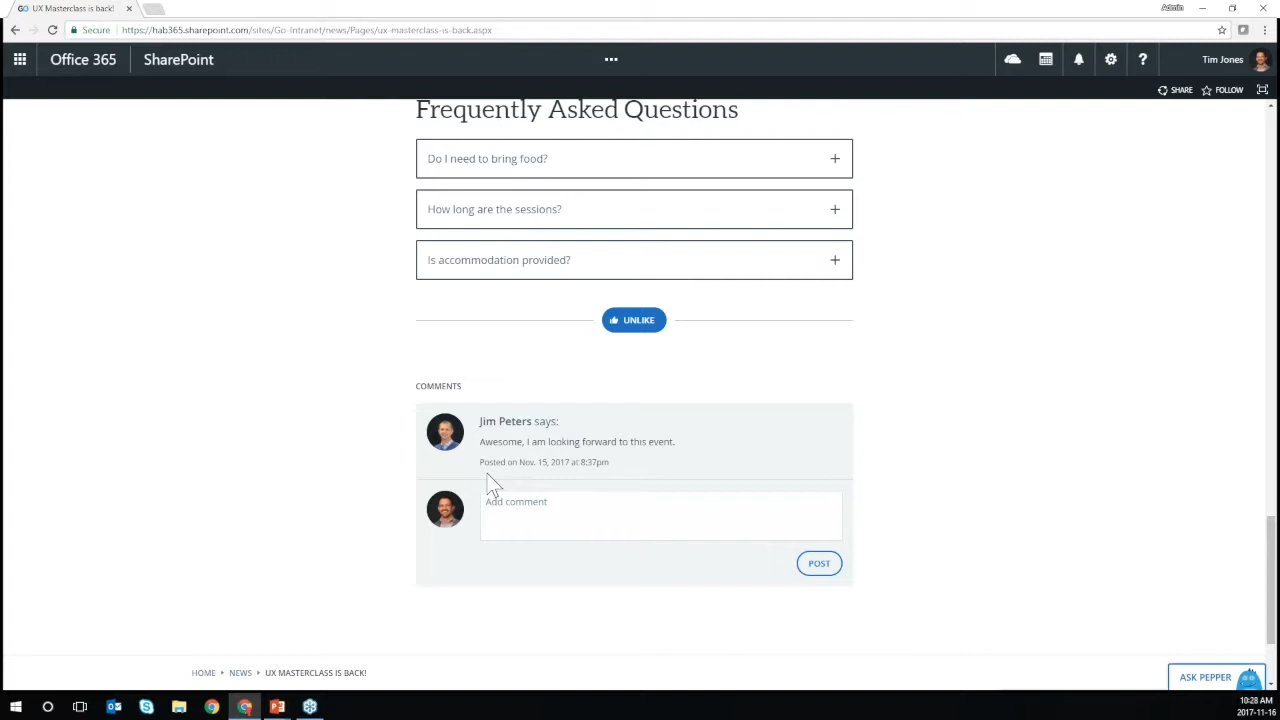 GO UX Masterclass is back!
Admin
Secure
https://hab365.sharepoint.com/sites/Go-Intranet/news/Pages/ux-masterclass-is-back.aspx
Office 365
SharePoint
...
?
Tim Jones
SHARE
FOLLOW
Frequently Asked Questions
Do I need to bring food? +
How long are the sessions? +
Is accommodation provided? +
UNLIKE
COMMENTS
Jim Peters says:
Awesome, I am looking forward to this event.
Posted on Nov. 15, 2017 at 8:37pm
Add comment
POST
HOME
NEWS
UX MASTERCLASS IS BACK!
ASK PEPPER
10:28 AM
2017-11-16